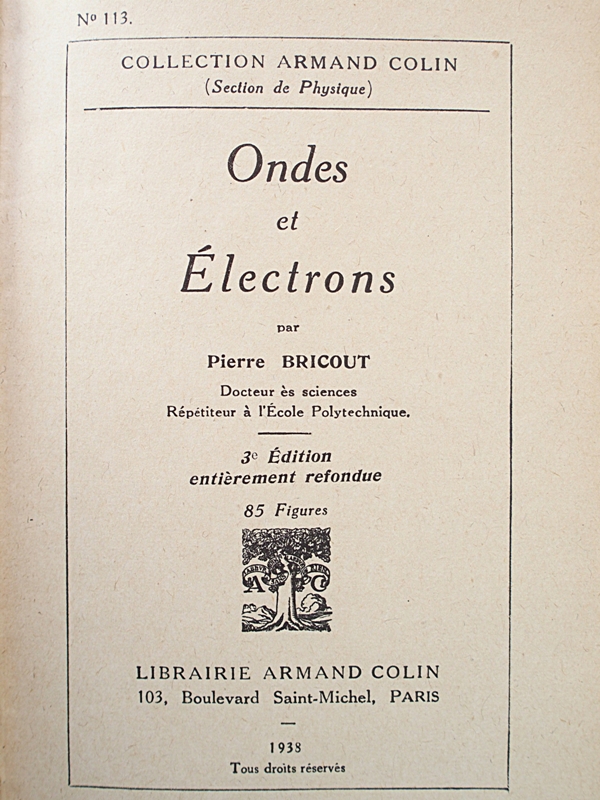 Nº 113.
COLLECTION ARMAND COLIN
(Section de Physique)
Ondes
et
Électrons
par
Pierre BRICOUT
Docteur ès sciences
Répétiteur à l'École Polytechnique.
3e Édition
entièrement refondue
85 Figures
A C
LIBRAIRIE ARMAND COLIN
103, Boulevard Saint-Michel, PARIS
1938
Tous droits réservés